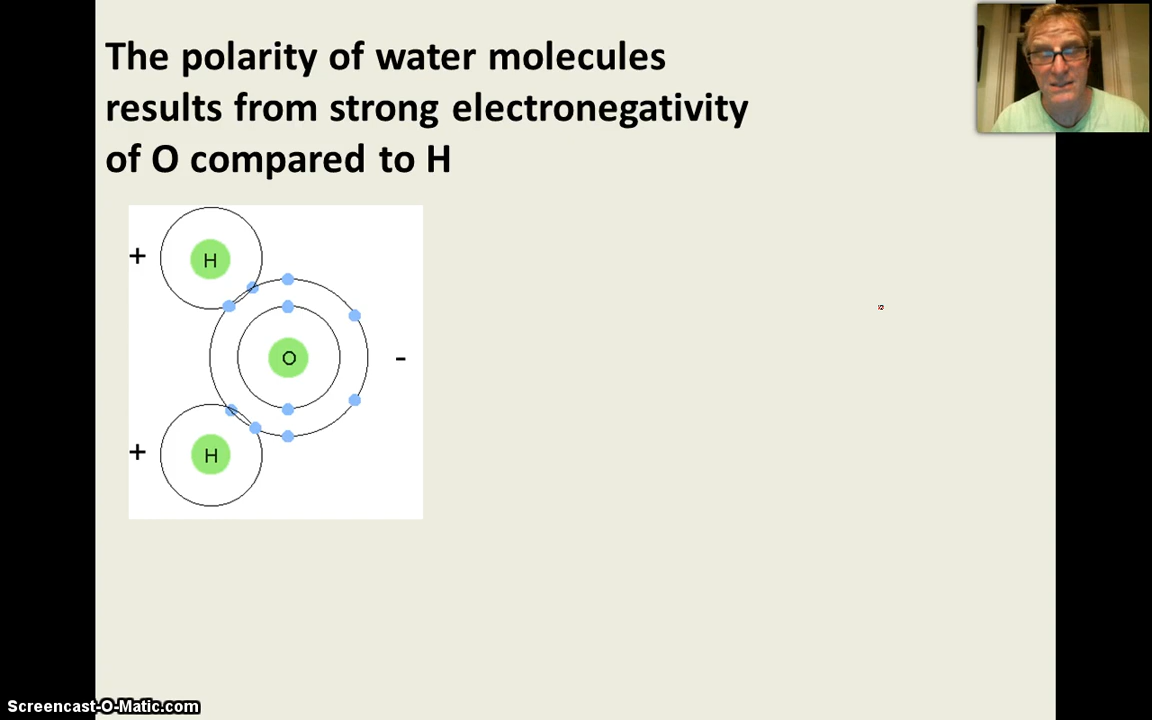 The polarity of water molecules
results from strong electronegativity
of O compared to H
+ H
O -
+ H
Screencast-O-Matic.com